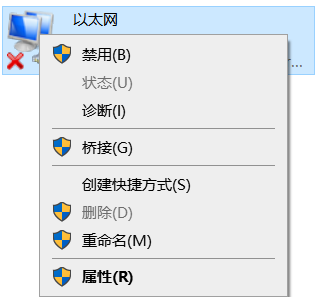 以太网
禁用(B)
状态(U)
诊断(I)
桥接(G)
创建快捷方式(S)
删除(D)
重命名(M)
属性(R)